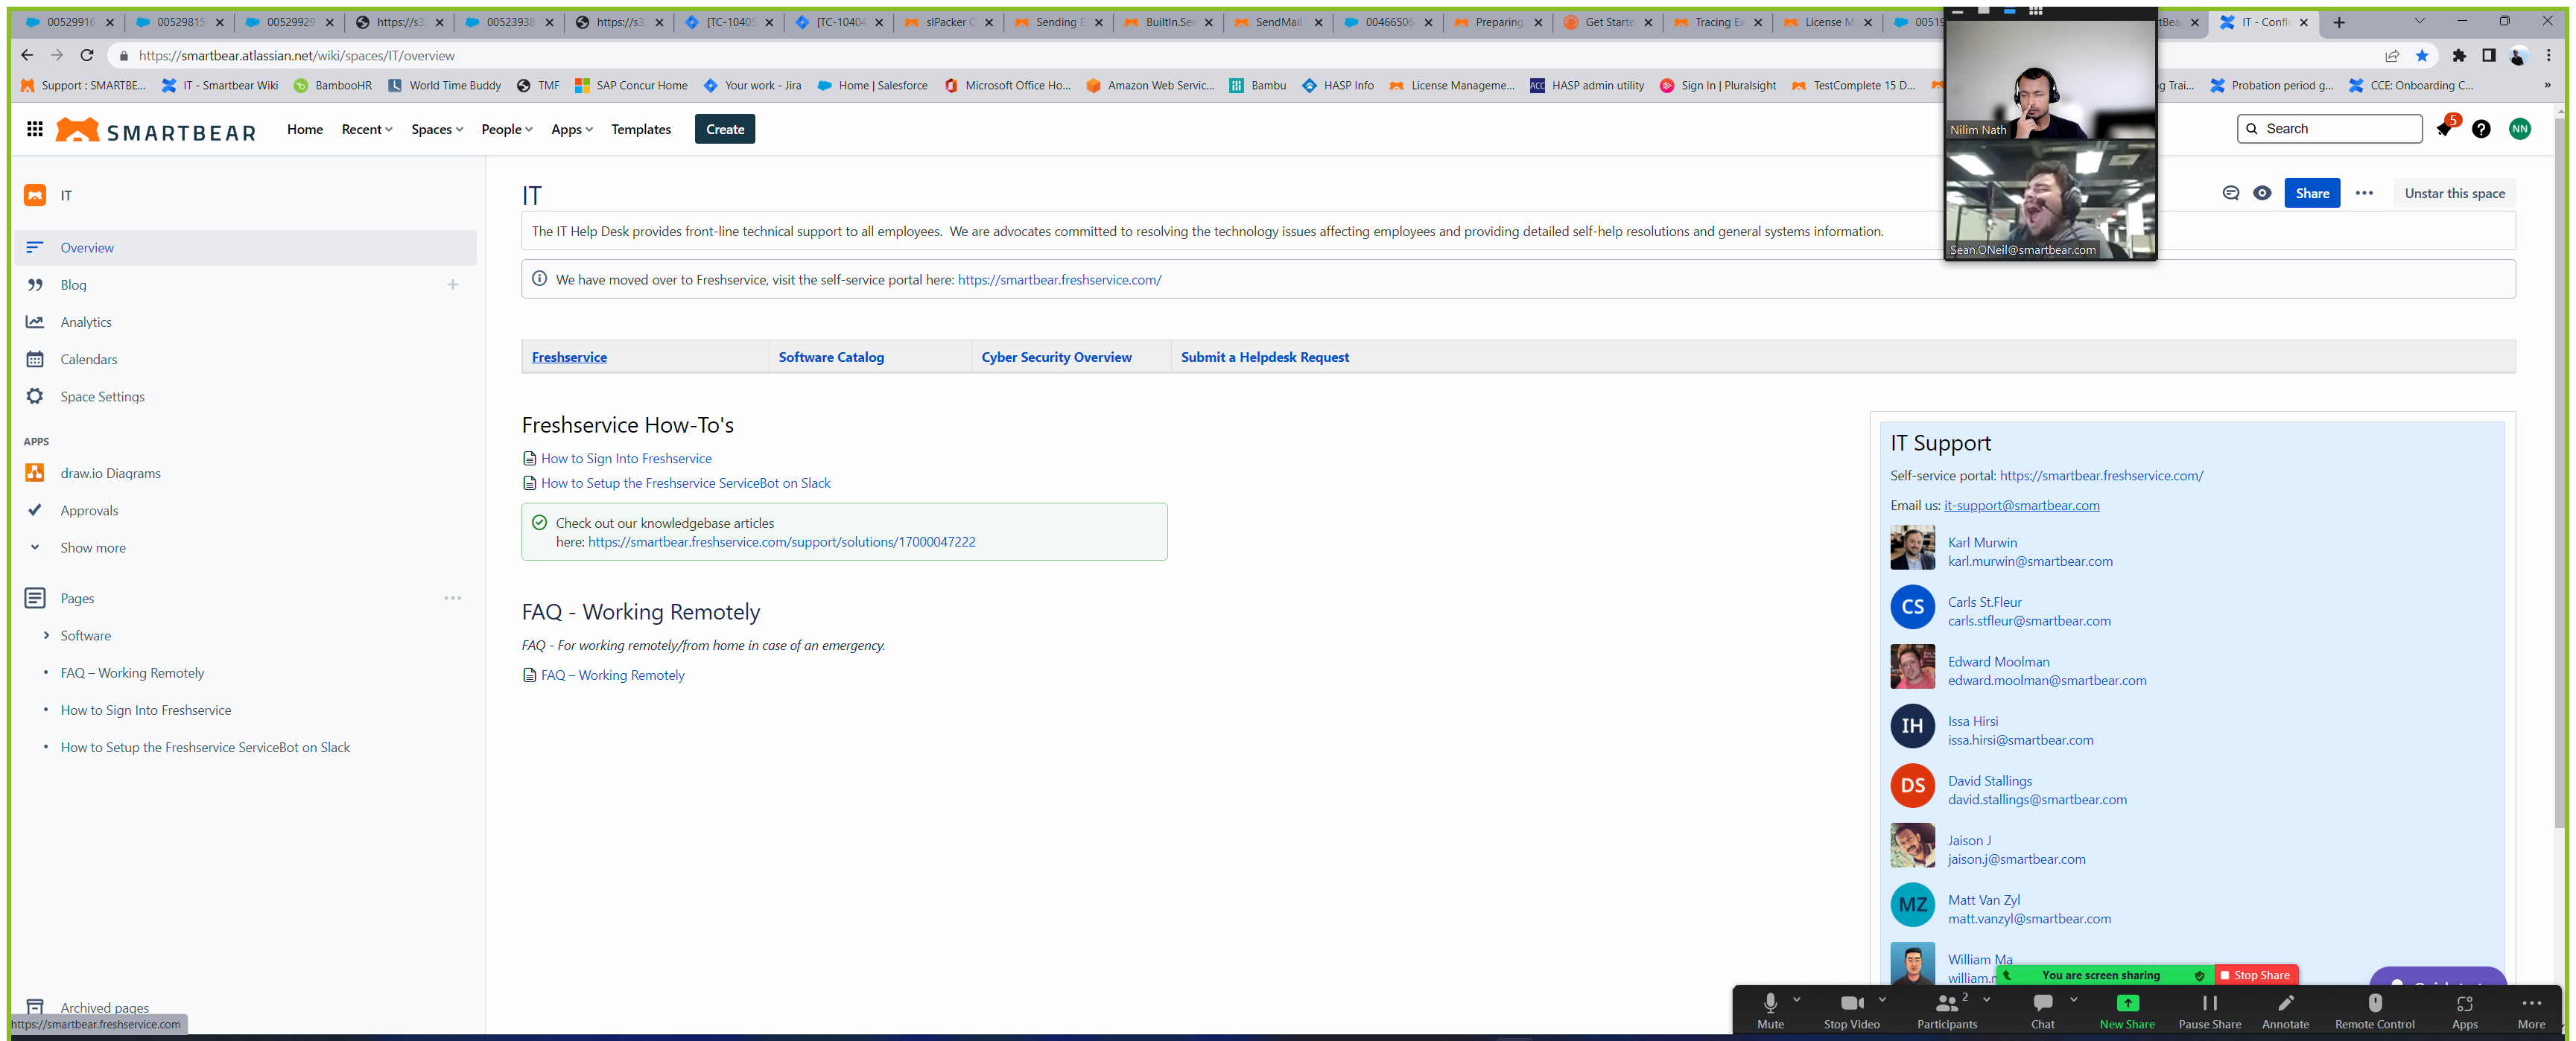 00529916
00529815
00529929
https://s3.
00523938
https://s3.
[TC-10405
[TC-10404
slPacker
Sending E
BuiltIn.Ser
SendMail
00466506
Preparing
Get Starte
Tracing Ex
License M
IT - Confl
https://smartbear.atlassian.net/wiki/spaces/IT/overview
Support : SMARTBE...
IT - Smartbear Wiki
BambooHR
World Time Buddy
TMF
SAP Concur Home
Your work - Jira
Home | Salesforce
Microsoft Office Ho...
Amazon Web Servic...
Bambu
HASP Info
License Manageme...
ACC
HASP admin utility
Sign In | Pluralsight
TestComplete 15 D...
g Trai...
Probation period g...
CCE: Onboarding C...
»
SMARTBEAR
Home
Recent
Spaces
People
Apps
Templates
Create
Search
5
NN
Nilim Nath
Sean.ONeil@smartbear.com
IT
Overview
Blog
Analytics
Calendars
Space Settings
APPS
draw.io Diagrams
Approvals
Show more
Pages
Software
FAQ – Working Remotely
How to Sign Into Freshservice
How to Setup the Freshservice ServiceBot on Slack
Archived pages
https://smartbear.freshservice.com
IT
Share
Unstar this space
The IT Help Desk provides front-line technical support to all employees. We are advocates committed to resolving the technology issues affecting employees and providing detailed self-help resolutions and general systems information.
We have moved over to Freshservice, visit the self-service portal here: https://smartbear.freshservice.com/
Freshservice
Software Catalog
Cyber Security Overview
Submit a Helpdesk Request
Freshservice How-To's
How to Sign Into Freshservice
How to Setup the Freshservice ServiceBot on Slack
Check out our knowledgebase articles
here: https://smartbear.freshservice.com/support/solutions/17000047222
FAQ - Working Remotely
FAQ - For working remotely/from home in case of an emergency.
FAQ – Working Remotely
IT Support
Self-service portal: https://smartbear.freshservice.com/
Email us: it-support@smartbear.com
Karl Murwin
karl.murwin@smartbear.com
CS
Carls St.Fleur
carls.stfleur@smartbear.com
Edward Moolman
edward.moolman@smartbear.com
IH
Issa Hirsi
issa.hirsi@smartbear.com
DS
David Stallings
david.stallings@smartbear.com
Jaison J
jaison.j@smartbear.com
MZ
Matt Van Zyl
matt.vanzyl@smartbear.com
William Ma
You are screen sharing
Stop Share
Mute
Stop Video
Participants
2
Chat
New Share
Pause Share
Annotate
Remote Control
Apps
More